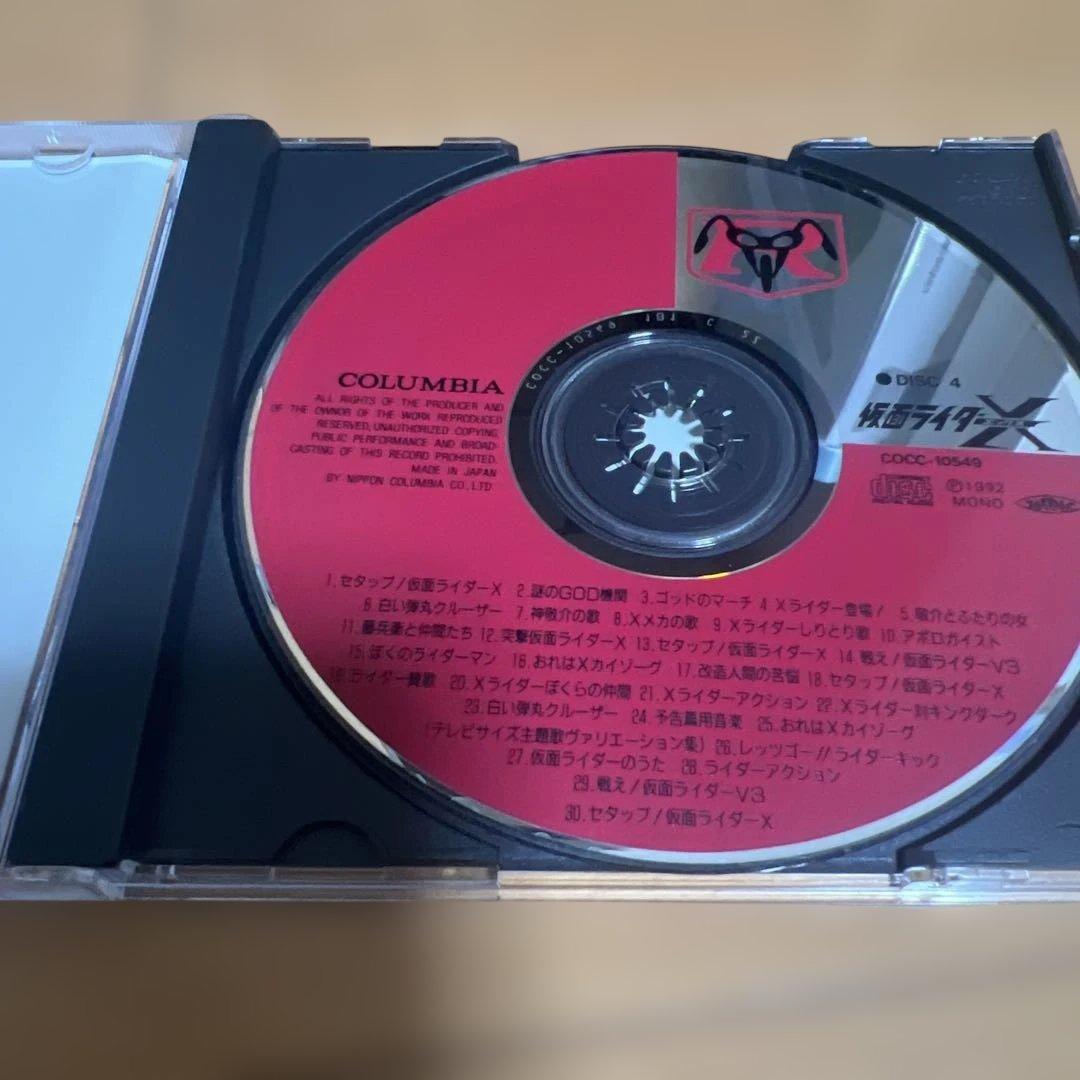 COLUMBIA
ALL RIGHTS OF THE PRODUCER AND
OF THE OWNER OF THE WORK REPRODUCED
RESERVED, UNAUTHORIZED COPYING,
PUBLIC PERFORMANCE AND BROAD-
CASTING OF THIS RECORD PROHIBITED.
MADE IN JAPAN
BY NIPPON COLUMBIA CO., LTD.
COCC-10549
●DISC 4
仮面ライダーX
COCC-10549
disc Ⓟ1992
MONO
1.セタップ/仮面ライダーX 2.謎のGOD機関 3.ゴッドのマーチ 4.Xライダー登場! 5.敬介とふたりの女
6.白い弾丸クルーザー 7.神敬介の歌 8.Xメカの歌 9.Xライダーしりとり歌 10.アポロガイスト
11.藤兵衛と仲間たち 12.突撃仮面ライダーX 13.セタップ/仮面ライダーX 14.戦え/仮面ライダーV3
15.ぼくのライダーマン 16.おれはXカイゾーグ 17.改造人間の苦悩 18.セタップ/仮面ライダーX
19.ライダー賛歌 20.Xライダーぼくらの仲間 21.Xライダーアクション 22.Xライダー対キングダーク
23.白い弾丸クルーザー 24.予告篇用音楽 25.おれはXカイゾーグ
(テレビサイズ主題歌ヴァリエーション集) 26.レッツゴー//ライダーキック
27.仮面ライダーのうた 28.ライダーアクション
29.戦え/仮面ライダーV3
30.セタップ/仮面ライダーX